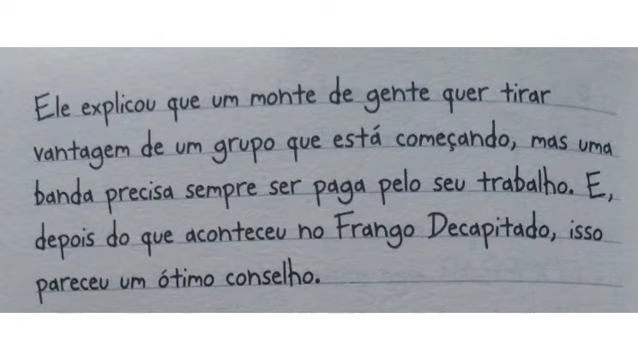 Ele explicou que um monte de gente quer tirar
vantagem de um grupo que está começando, mas uma
banda precisa sempre ser paga pelo seu trabalho. E,
depois do que aconteceu no Frango Decapitado, isso
pareceu um ótimo conselho.